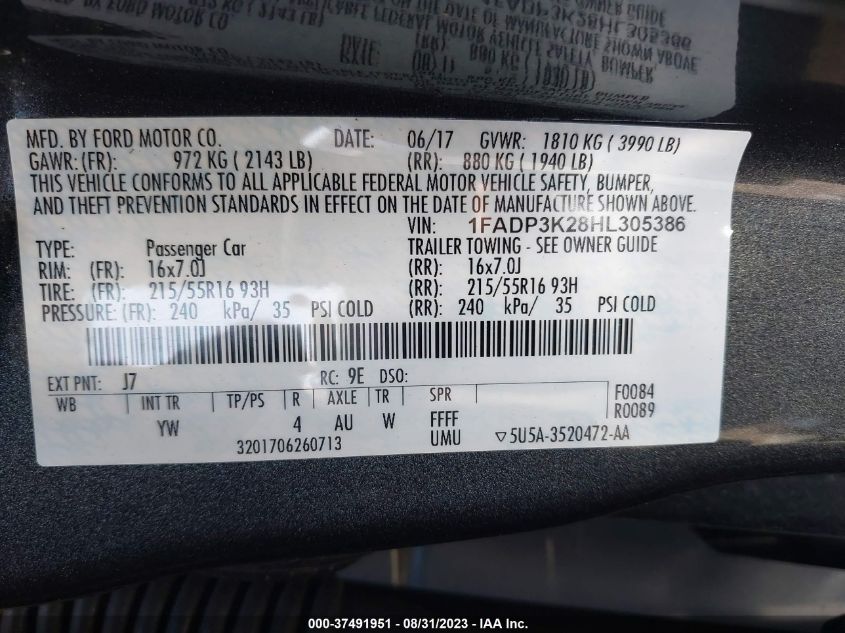 MFD. BY FORD MOTOR CO. DATE: 06/17 GVWR: 1810 KG ( 3990 LB)
GAWR:(FR): 972 KG ( 2143 LB) (RR): 880 KG ( 1940 LB)
THIS VEHICLE CONFORMS TO ALL APPLICABLE FEDERAL MOTOR VEHICLE SAFETY, BUMPER,
AND THEFT PREVENTION STANDARDS IN EFFECT ON THE DATE OF MANUFACTURE SHOWN ABOVE.
VIN: 1FADP3K28HL305386
TYPE: Passenger Car TRAILER TOWING - SEE OWNER GUIDE
RIM: (FR): 16x7.0J (RR): 16x7.0J
TIRE: (FR): 215/55R16 93H (RR): 215/55R16 93H
PRESSURE:(FR): 240 kPa/ 35 PSI COLD (RR): 240 kPa/ 35 PSI COLD
EXT PNT: J7 RC: 9E DSO:
WB INT TR TP/PS R AXLE TR SPR F0084
R0089
YW 4 AU W FFFF
UMU
3201706260713 ▽5U5A-3520472-AA
000-37491951 - 08/31/2023 - IAA Inc.